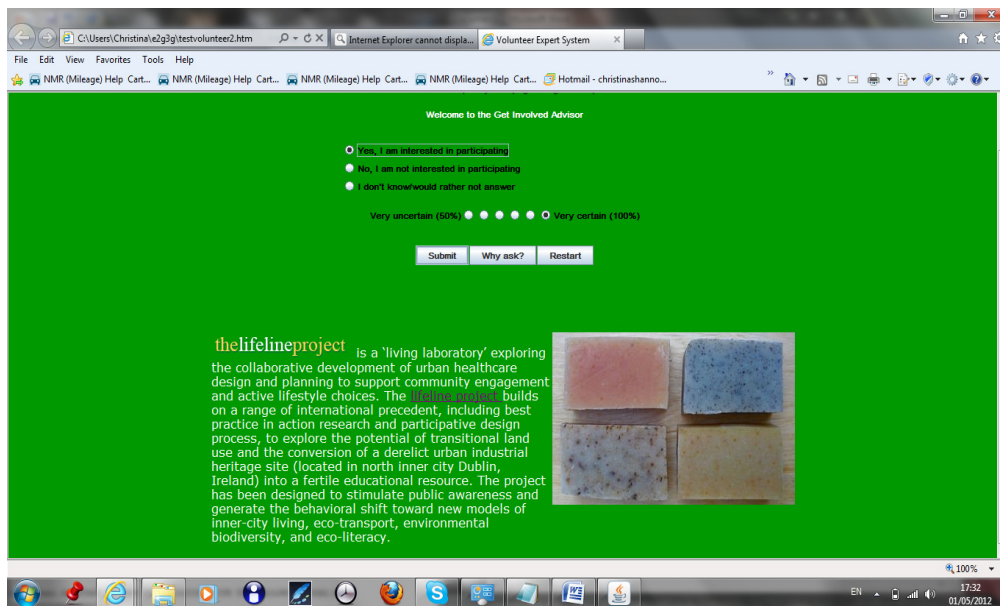 C:\Users\Christina\e2g3g\testvolunteer2.htm
Internet Explorer cannot displa...
Volunteer Expert System
File Edit View Favorites Tools Help
NMR (Mileage) Help Cart... NMR (Mileage) Help Cart... NMR (Mileage) Help Cart... NMR (Mileage) Help Cart... Hotmail - christinashanno...
Welcome to the Get Involved Advisor
Yes, I am interested in participating
No, I am not interested in participating
I don't know/would rather not answer
Very uncertain (50%) Very certain (100%)
Submit Why ask? Restart
thelifelineproject is a ‘living laboratory’ exploring
the collaborative development of urban healthcare
design and planning to support community engagement
and active lifestyle choices. The lifeline project builds
on a range of international precedent, including best
practice in action research and participative design
process, to explore the potential of transitional land
use and the conversion of a derelict urban industrial
heritage site (located in north inner city Dublin,
Ireland) into a fertile educational resource. The project
has been designed to stimulate public awareness and
generate the behavioral shift toward new models of
inner-city living, eco-transport, environmental
biodiversity, and eco-literacy.
100%
EN
17:32
01/05/2012